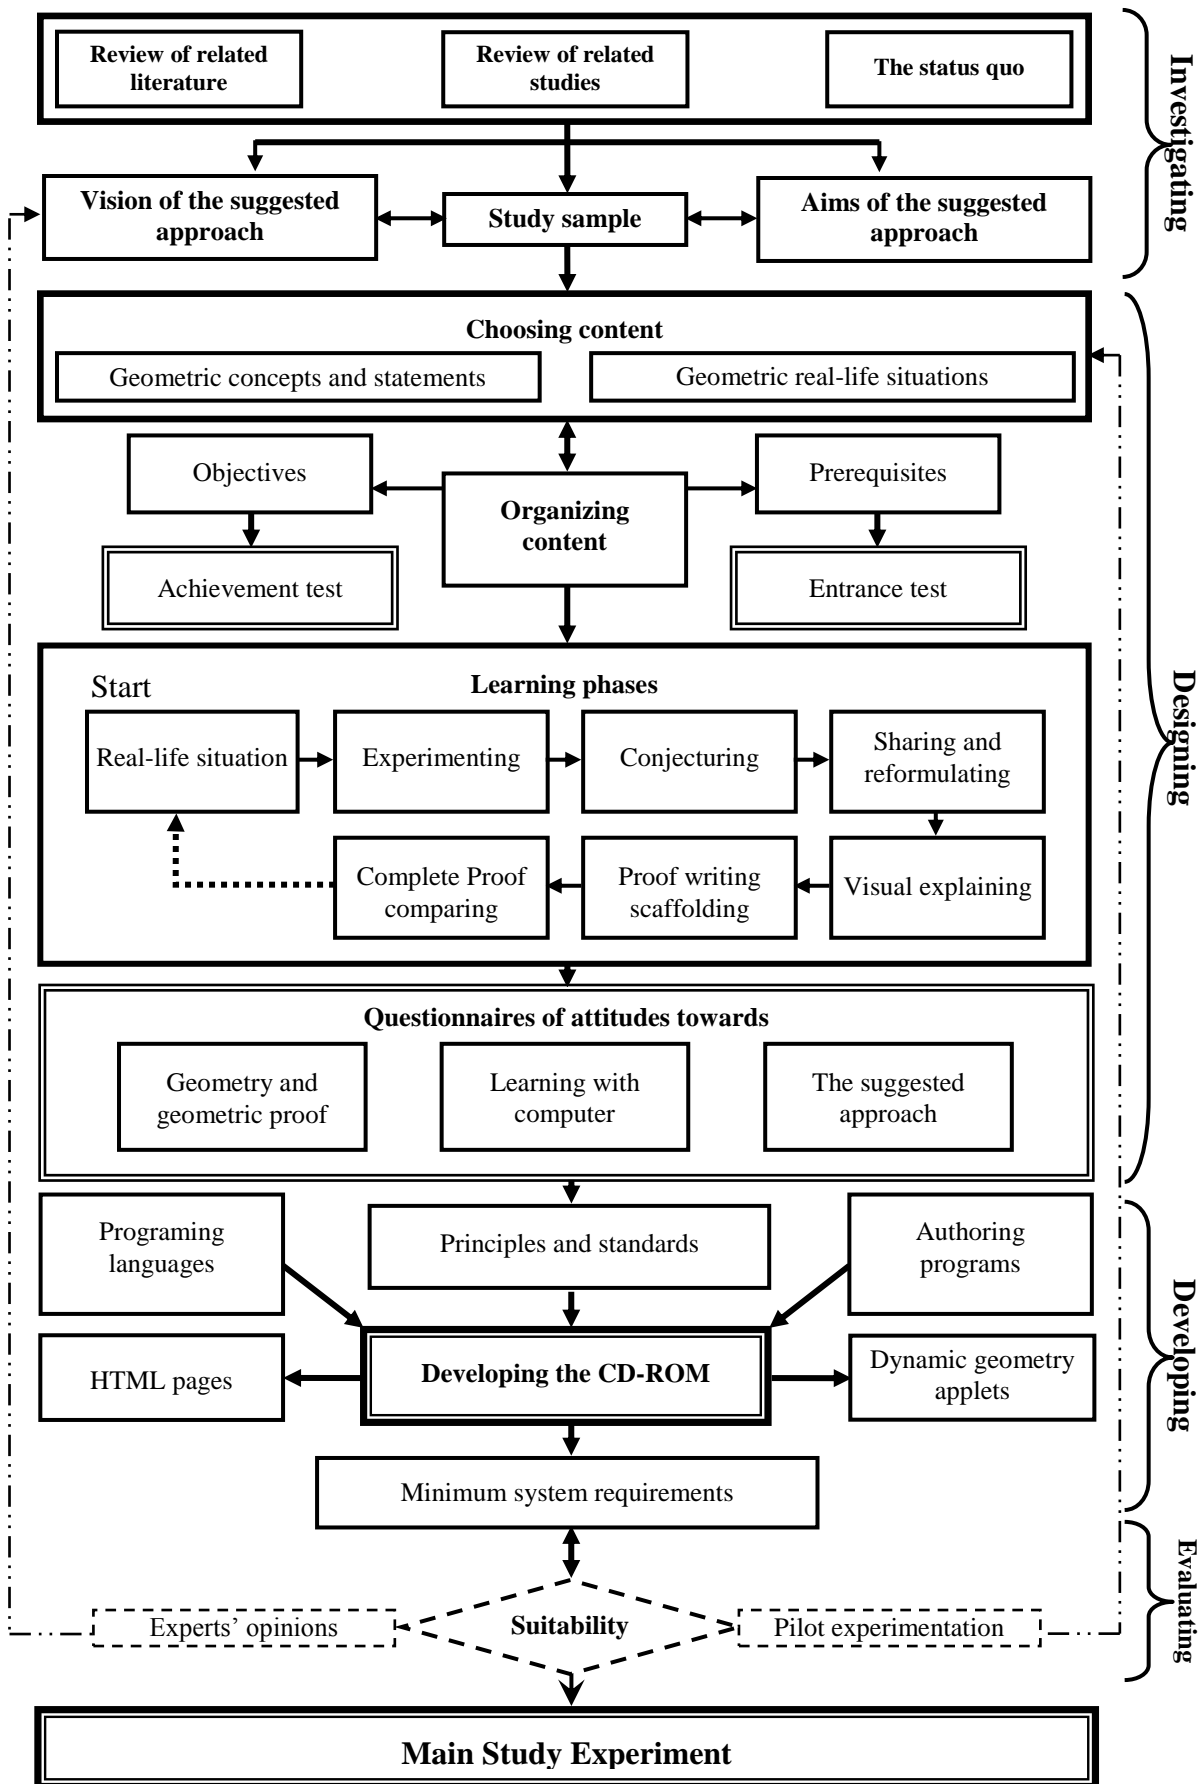 Review of related
literature
Review of related
studies
The status quo
Investigating
Vision of the suggested
approach
Study sample
Aims of the suggested
approach
Choosing content
Geometric concepts and statements
Geometric real-life situations
Objectives
Organizing
content
Prerequisites
Achievement test
Entrance test
Designing
Start
Learning phases
Real-life situation
Experimenting
Conjecturing
Sharing and
reformulating
Complete Proof
comparing
Proof writing
scaffolding
Visual explaining
Questionnaires of attitudes towards
Geometry and
geometric proof
Learning with
computer
The suggested
approach
Programing
languages
Principles and standards
Authoring
programs
Developing
HTML pages
Developing the CD-ROM
Dynamic geometry
applets
Minimum system requirements
Experts’ opinions
Suitability
Pilot experimentation
Evaluating
Main Study Experiment